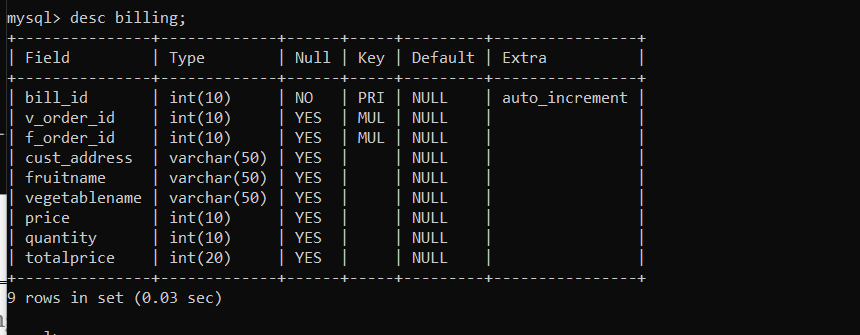 mysql> desc billing;
+---------------+-------------+------+-----+---------+----------------+
| Field         | Type        | Null | Key | Default | Extra          |
+---------------+-------------+------+-----+---------+----------------+
| bill_id       | int(10)     | NO   | PRI | NULL    | auto_increment |
| v_order_id    | int(10)     | YES  | MUL | NULL    |                |
| f_order_id    | int(10)     | YES  | MUL | NULL    |                |
| cust_address  | varchar(50) | YES  |     | NULL    |                |
| fruitname     | varchar(50) | YES  |     | NULL    |                |
| vegetablename | varchar(50) | YES  |     | NULL    |                |
| price         | int(10)     | YES  |     | NULL    |                |
| quantity      | int(10)     | YES  |     | NULL    |                |
| totalprice    | int(20)     | YES  |     | NULL    |                |
+---------------+-------------+------+-----+---------+----------------+
9 rows in set (0.03 sec)